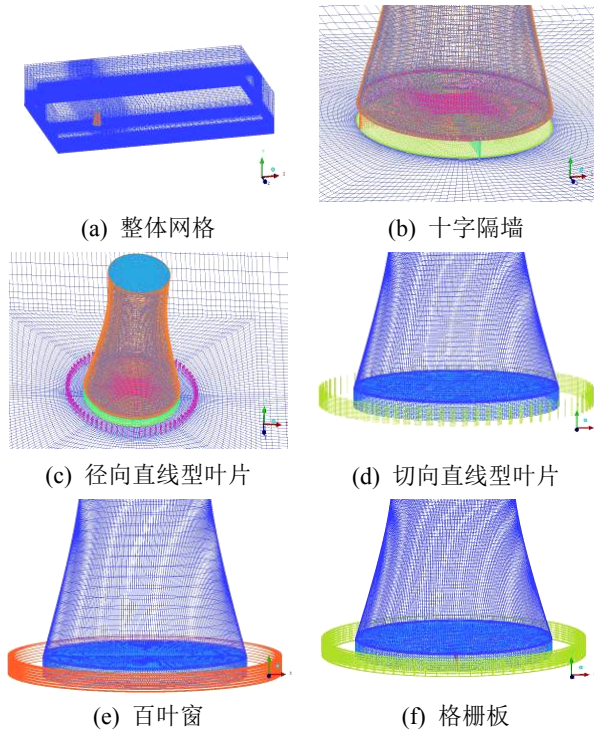 (a) 整体网格
(b) 十字隔墙
(c) 径向直线型叶片
(d) 切向直线型叶片
(e) 百叶窗
(f) 格栅板